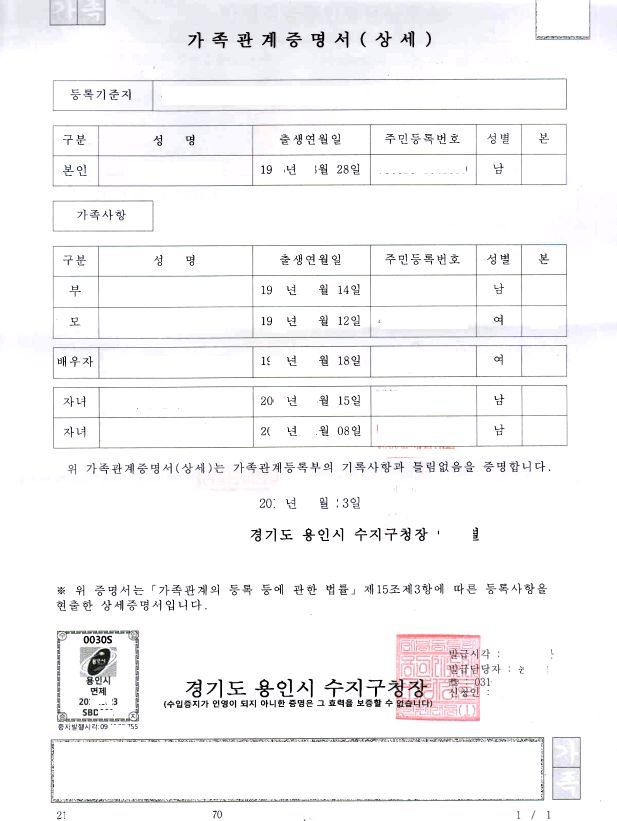 가족
가족관계증명서(상세)
등록기준지
구분 성 명 출생연월일 주민등록번호 성별 본
본인 19 년 월 28일 남
가족사항
구분 성 명 출생연월일 주민등록번호 성별 본
부 19 년 월 14일 남
모 19 년 월 12일 여
배우자 19 년 월 18일 여
자녀 20 년 월 15일 남
자녀 20 년 월 08일 남
위 가족관계증명서(상세)는 가족관계등록부의 기록사항과 틀림없음을 증명합니다.
20 년 월 3일
경기도 용인시 수지구청장
※ 위 증명서는「가족관계의 등록 등에 관한 법률」제15조제3항에 따른 등록사항을
현출한 상세증명서입니다.
0030S
용인시
면제
20 3
SBD
증지발행시각:09 755
발급시각 :
발급담당자 :
☎ : 031
신청인 :
경기도 용인시 수지구청장
(수입증지가 인영이 되지 아니한 증명은 그 효력을 보증할 수 없습니다)
(1)
가족
21 70 1 / 1